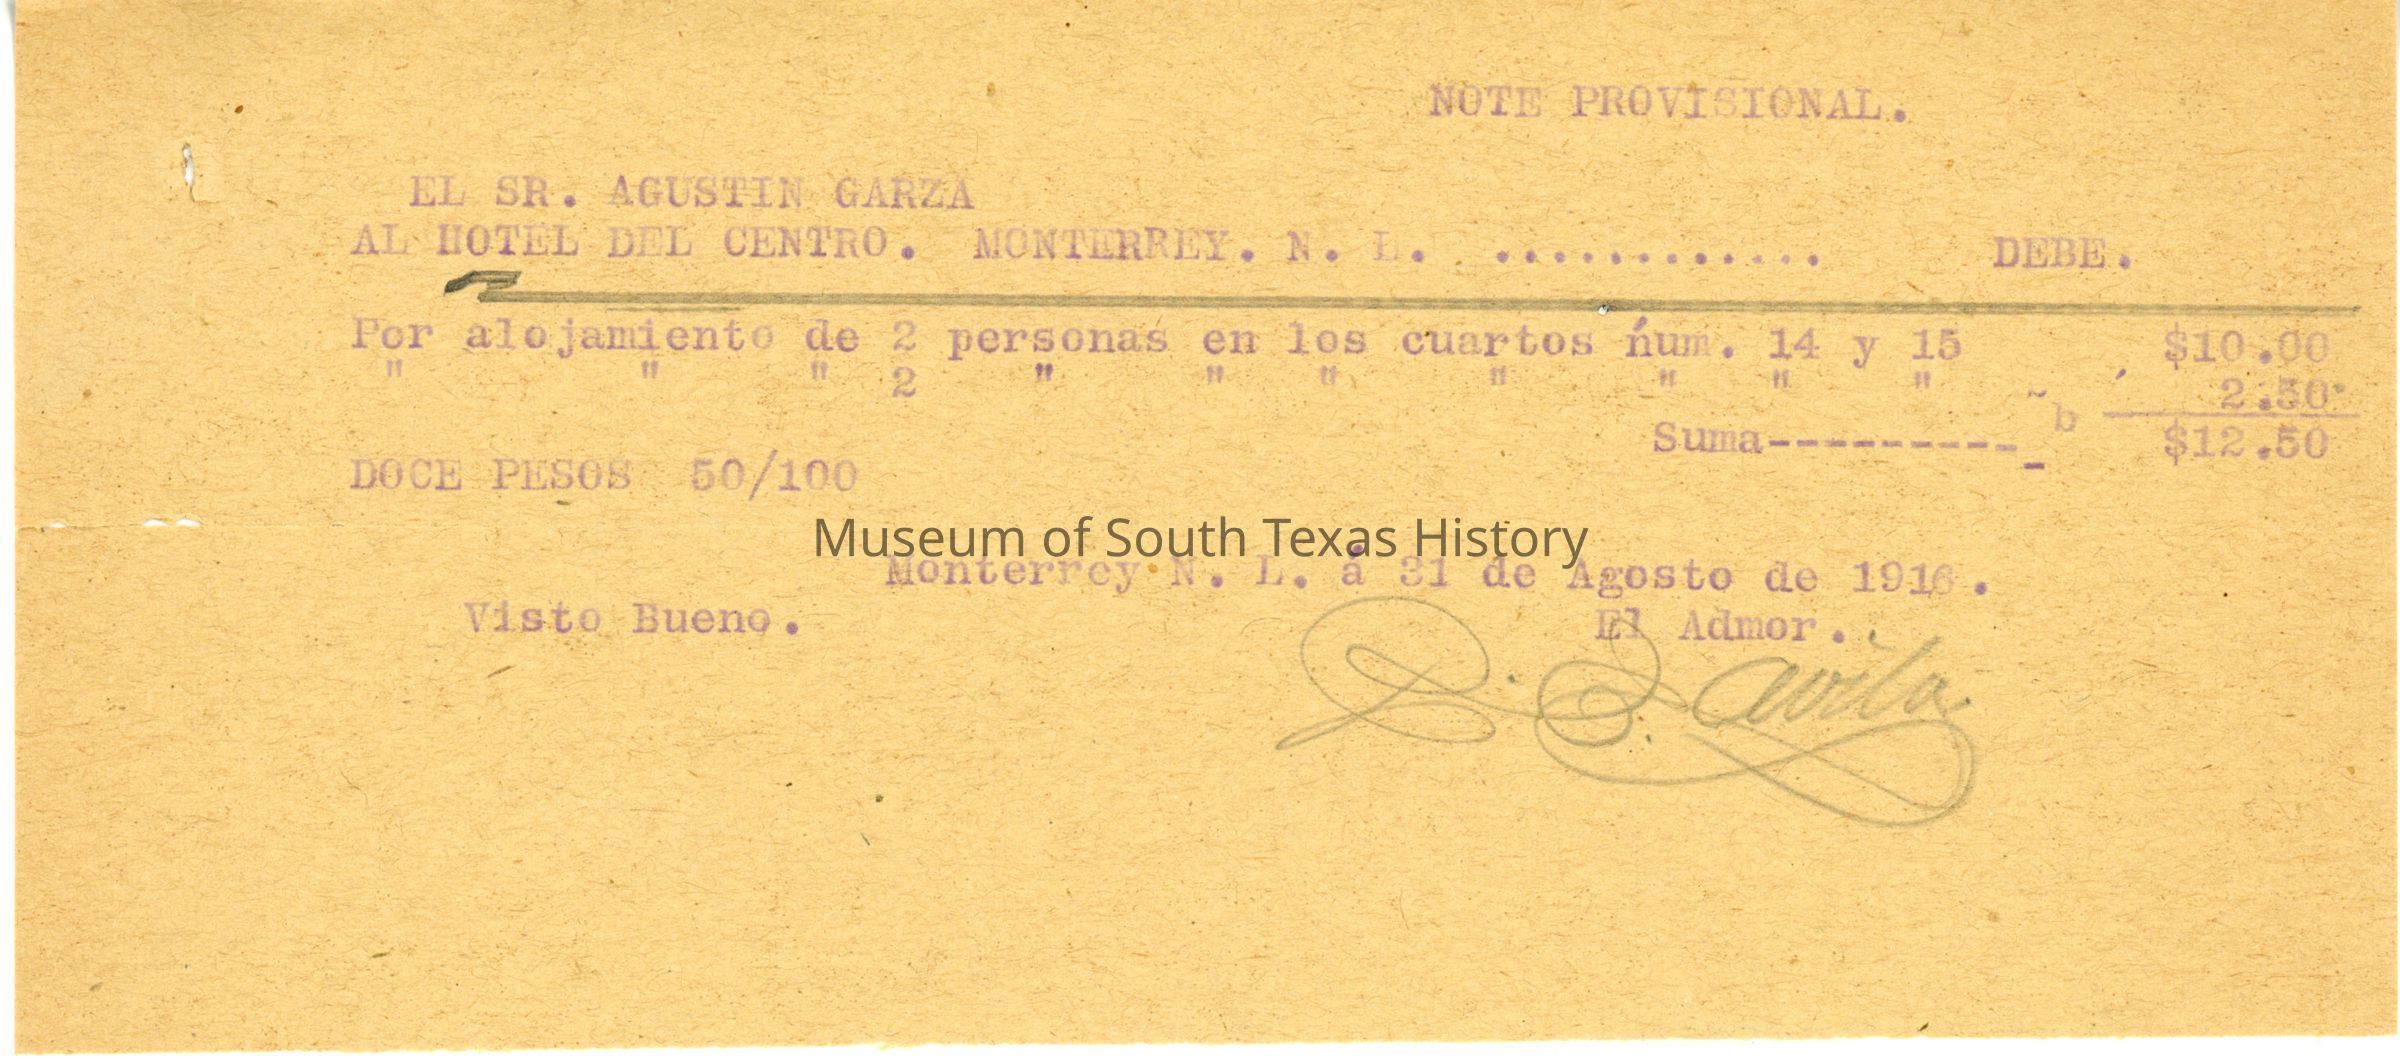 NOTE PROVISIONAL.
EL SR. AGUSTIN GARZA
AL HOTEL DEL CENTRO. MONTERREY. N. L. ............ DEBE.
Por alojamiento de 2 personas en los cuartos ńum. 14 y 15 $10.00
" " " 2 " " " " " " " 2.50
Suma---------- b $12.50
DOCE PESOS 50/100
Museum of South Texas History
Monterrey N. L. á 31 de Agosto de 1916.
Visto Bueno. El Admor.
Davila